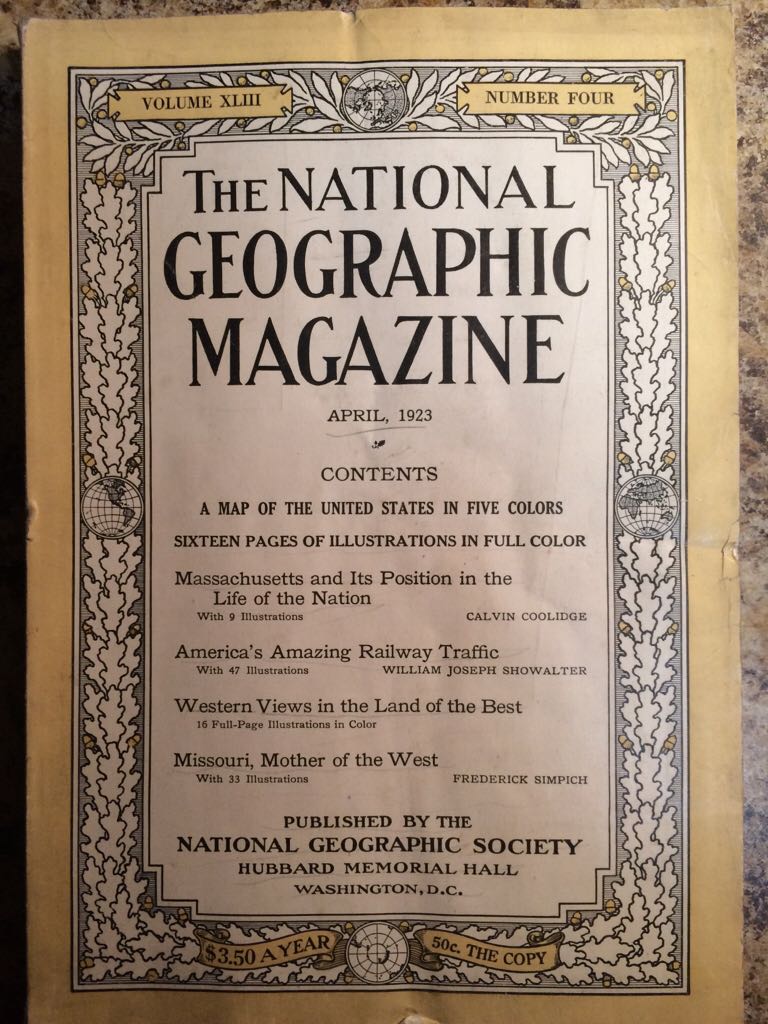 VOLUME XLIII
NUMBER FOUR
THE NATIONAL
GEOGRAPHIC
MAGAZINE
APRIL, 1923
CONTENTS
A MAP OF THE UNITED STATES IN FIVE COLORS
SIXTEEN PAGES OF ILLUSTRATIONS IN FULL COLOR
Massachusetts and Its Position in the
Life of the Nation
With 9 Illustrations CALVIN COOLIDGE
America's Amazing Railway Traffic
With 47 Illustrations WILLIAM JOSEPH SHOWALTER
Western Views in the Land of the Best
16 Full-Page Illustrations in Color
Missouri, Mother of the West
With 33 Illustrations FREDERICK SIMPICH
PUBLISHED BY THE
NATIONAL GEOGRAPHIC SOCIETY
HUBBARD MEMORIAL HALL
WASHINGTON, D.C.
$3.50 A YEAR
50c. THE COPY